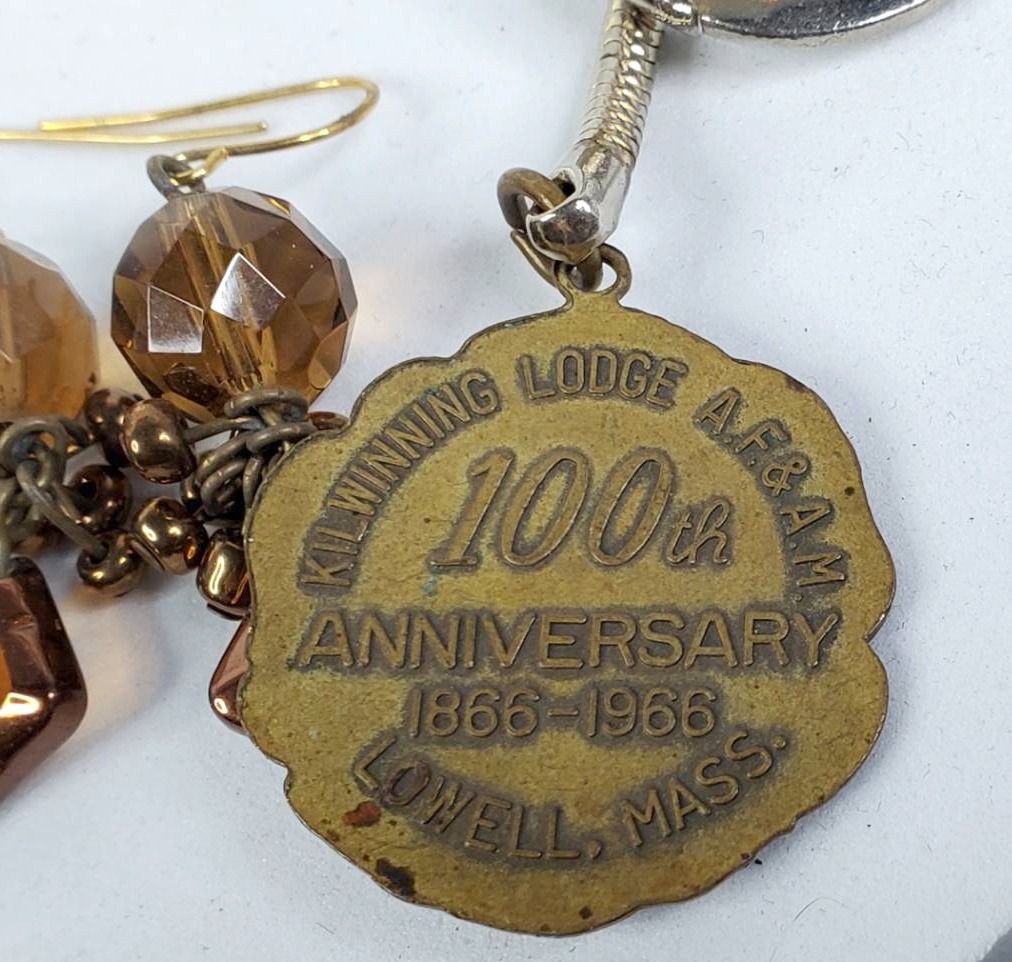 KILWINNING LODGE A.F.& A.M.
100th
ANNIVERSARY
1866-1966
LOWELL, MASS.